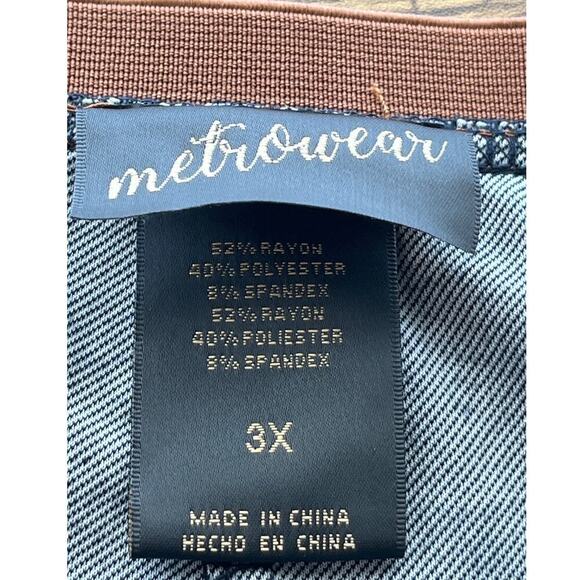 metrowear
52% RAYON
40% POLYESTER
8% SPANDEX
52% RAYON
40% POLIESTER
8% SPANDEX
3X
MADE IN CHINA
HECHO EN CHINA